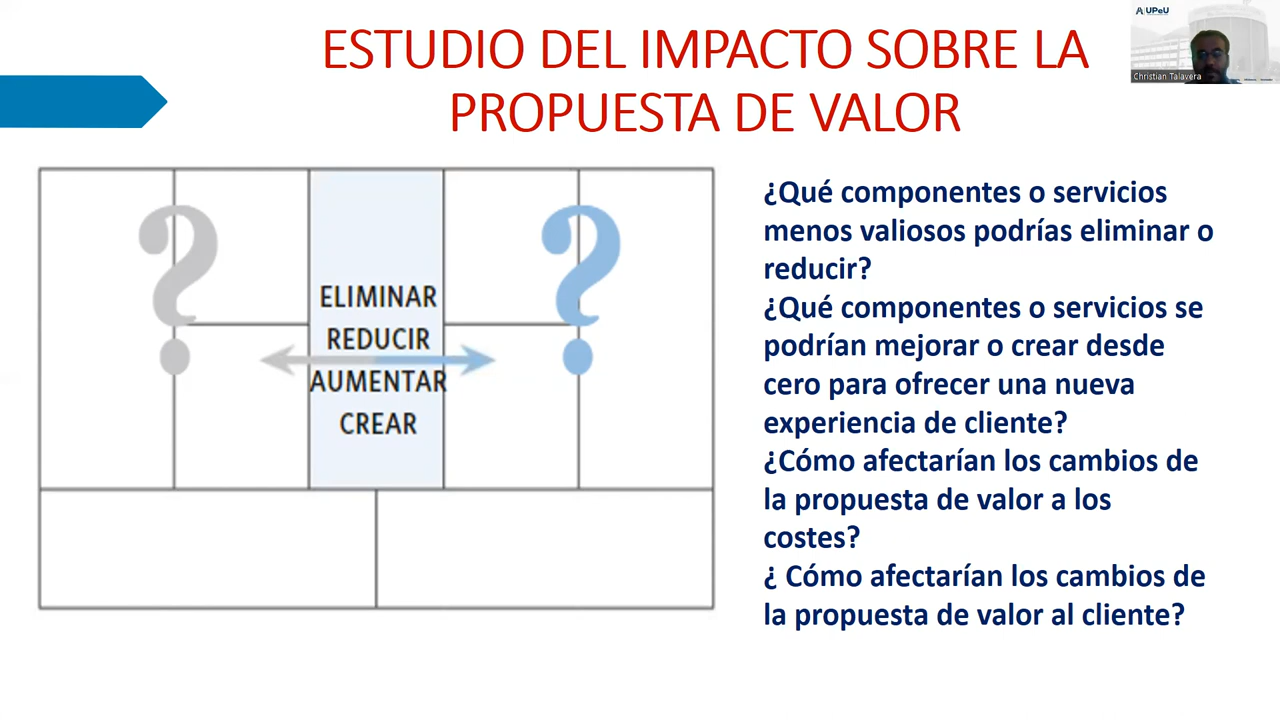 ESTUDIO DEL IMPACTO SOBRE LA
PROPUESTA DE VALOR
UPeU
Christian Talavera
?
?
ELIMINAR
REDUCIR
AUMENTAR
CREAR
¿Qué componentes o servicios
menos valiosos podrías eliminar o
reducir?
¿Qué componentes o servicios se
podrían mejorar o crear desde
cero para ofrecer una nueva
experiencia de cliente?
¿Cómo afectarían los cambios de
la propuesta de valor a los
costes?
¿ Cómo afectarían los cambios de
la propuesta de valor al cliente?